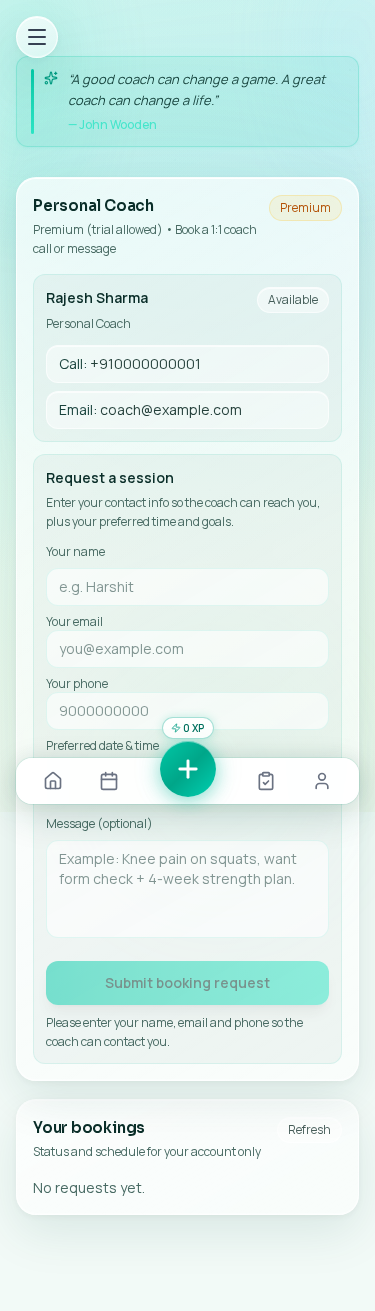 “A good coach can change a game. A great
coach can change a life.”
— John Wooden
Personal Coach
Premium
Premium (trial allowed) • Book a 1:1 coach
call or message
Rajesh Sharma
Available
Personal Coach
Call: +910000000001
Email: coach@example.com
Request a session
Enter your contact info so the coach can reach you,
plus your preferred time and goals.
Your name
e.g. Harshit
Your email
you@example.com
Your phone
9000000000
0 XP
Preferred date & time
Message (optional)
Example: Knee pain on squats, want
form check + 4-week strength plan.
Submit booking request
Please enter your name, email and phone so the
coach can contact you.
Your bookings
Refresh
Status and schedule for your account only
No requests yet.